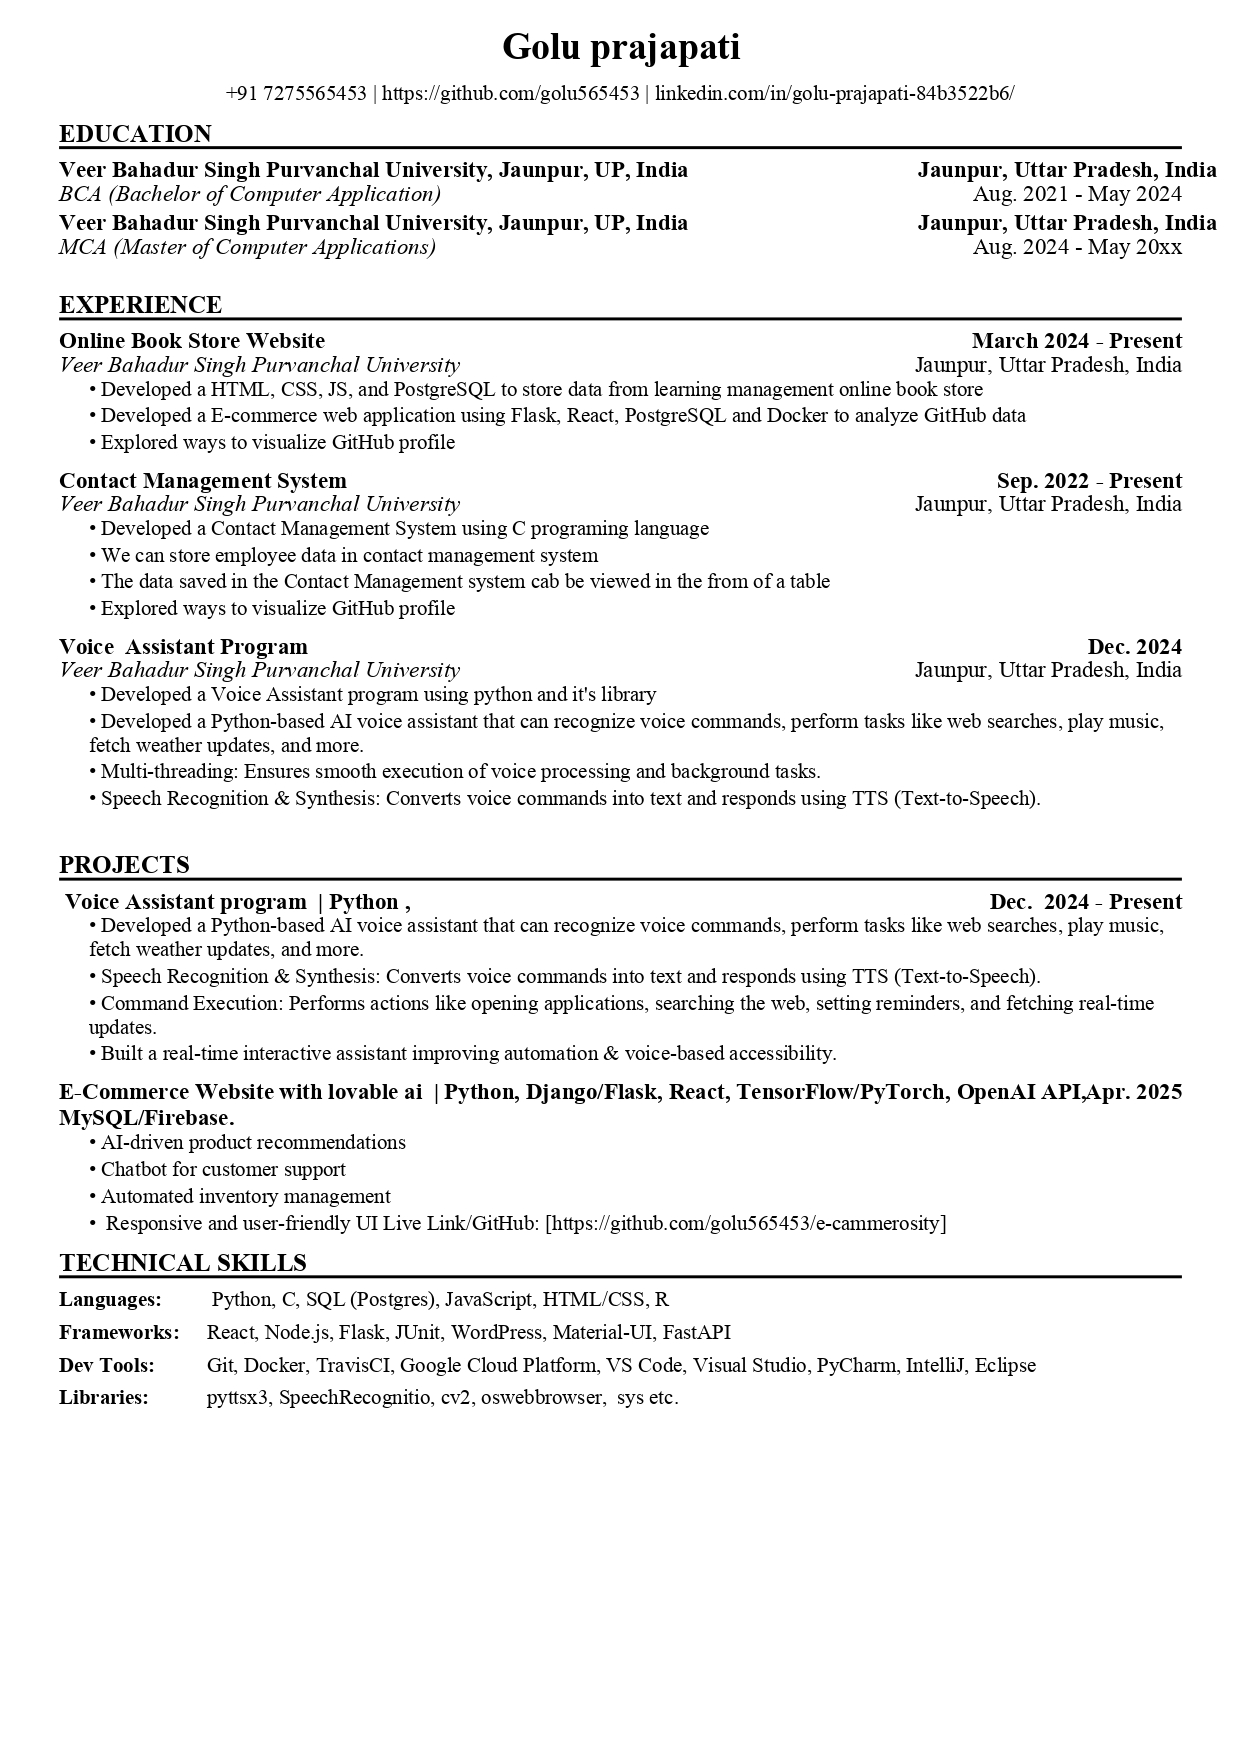 Golu prajapati
+91 7275565453 | https://github.com/golu565453 | linkedin.com/in/golu-prajapati-84b3522b6/
EDUCATION
Veer Bahadur Singh Purvanchal University, Jaunpur, UP, India Jaunpur, Uttar Pradesh, India
BCA (Bachelor of Computer Application) Aug. 2021 - May 2024
Veer Bahadur Singh Purvanchal University, Jaunpur, UP, India Jaunpur, Uttar Pradesh, India
MCA (Master of Computer Applications) Aug. 2024 - May 20xx
EXPERIENCE
Online Book Store Website March 2024 - Present
Veer Bahadur Singh Purvanchal University Jaunpur, Uttar Pradesh, India
• Developed a HTML, CSS, JS, and PostgreSQL to store data from learning management online book store
• Developed a E-commerce web application using Flask, React, PostgreSQL and Docker to analyze GitHub data
• Explored ways to visualize GitHub profile
Contact Management System Sep. 2022 - Present
Veer Bahadur Singh Purvanchal University Jaunpur, Uttar Pradesh, India
• Developed a Contact Management System using C programing language
• We can store employee data in contact management system
• The data saved in the Contact Management system cab be viewed in the from of a table
• Explored ways to visualize GitHub profile
Voice Assistant Program Dec. 2024
Veer Bahadur Singh Purvanchal University Jaunpur, Uttar Pradesh, India
• Developed a Voice Assistant program using python and it's library
• Developed a Python-based AI voice assistant that can recognize voice commands, perform tasks like web searches, play music,
fetch weather updates, and more.
• Multi-threading: Ensures smooth execution of voice processing and background tasks.
• Speech Recognition & Synthesis: Converts voice commands into text and responds using TTS (Text-to-Speech).
PROJECTS
Voice Assistant program | Python , Dec. 2024 - Present
• Developed a Python-based AI voice assistant that can recognize voice commands, perform tasks like web searches, play music,
fetch weather updates, and more.
• Speech Recognition & Synthesis: Converts voice commands into text and responds using TTS (Text-to-Speech).
• Command Execution: Performs actions like opening applications, searching the web, setting reminders, and fetching real-time
updates.
• Built a real-time interactive assistant improving automation & voice-based accessibility.
E-Commerce Website with lovable ai | Python, Django/Flask, React, TensorFlow/PyTorch, OpenAI API,Apr. 2025
MySQL/Firebase.
• AI-driven product recommendations
• Chatbot for customer support
• Automated inventory management
• Responsive and user-friendly UI Live Link/GitHub: [https://github.com/golu565453/e-cammerosity]
TECHNICAL SKILLS
Languages: Python, C, SQL (Postgres), JavaScript, HTML/CSS, R
Frameworks: React, Node.js, Flask, JUnit, WordPress, Material-UI, FastAPI
Dev Tools: Git, Docker, TravisCI, Google Cloud Platform, VS Code, Visual Studio, PyCharm, IntelliJ, Eclipse
Libraries: pyttsx3, SpeechRecognitio, cv2, oswebbrowser, sys etc.